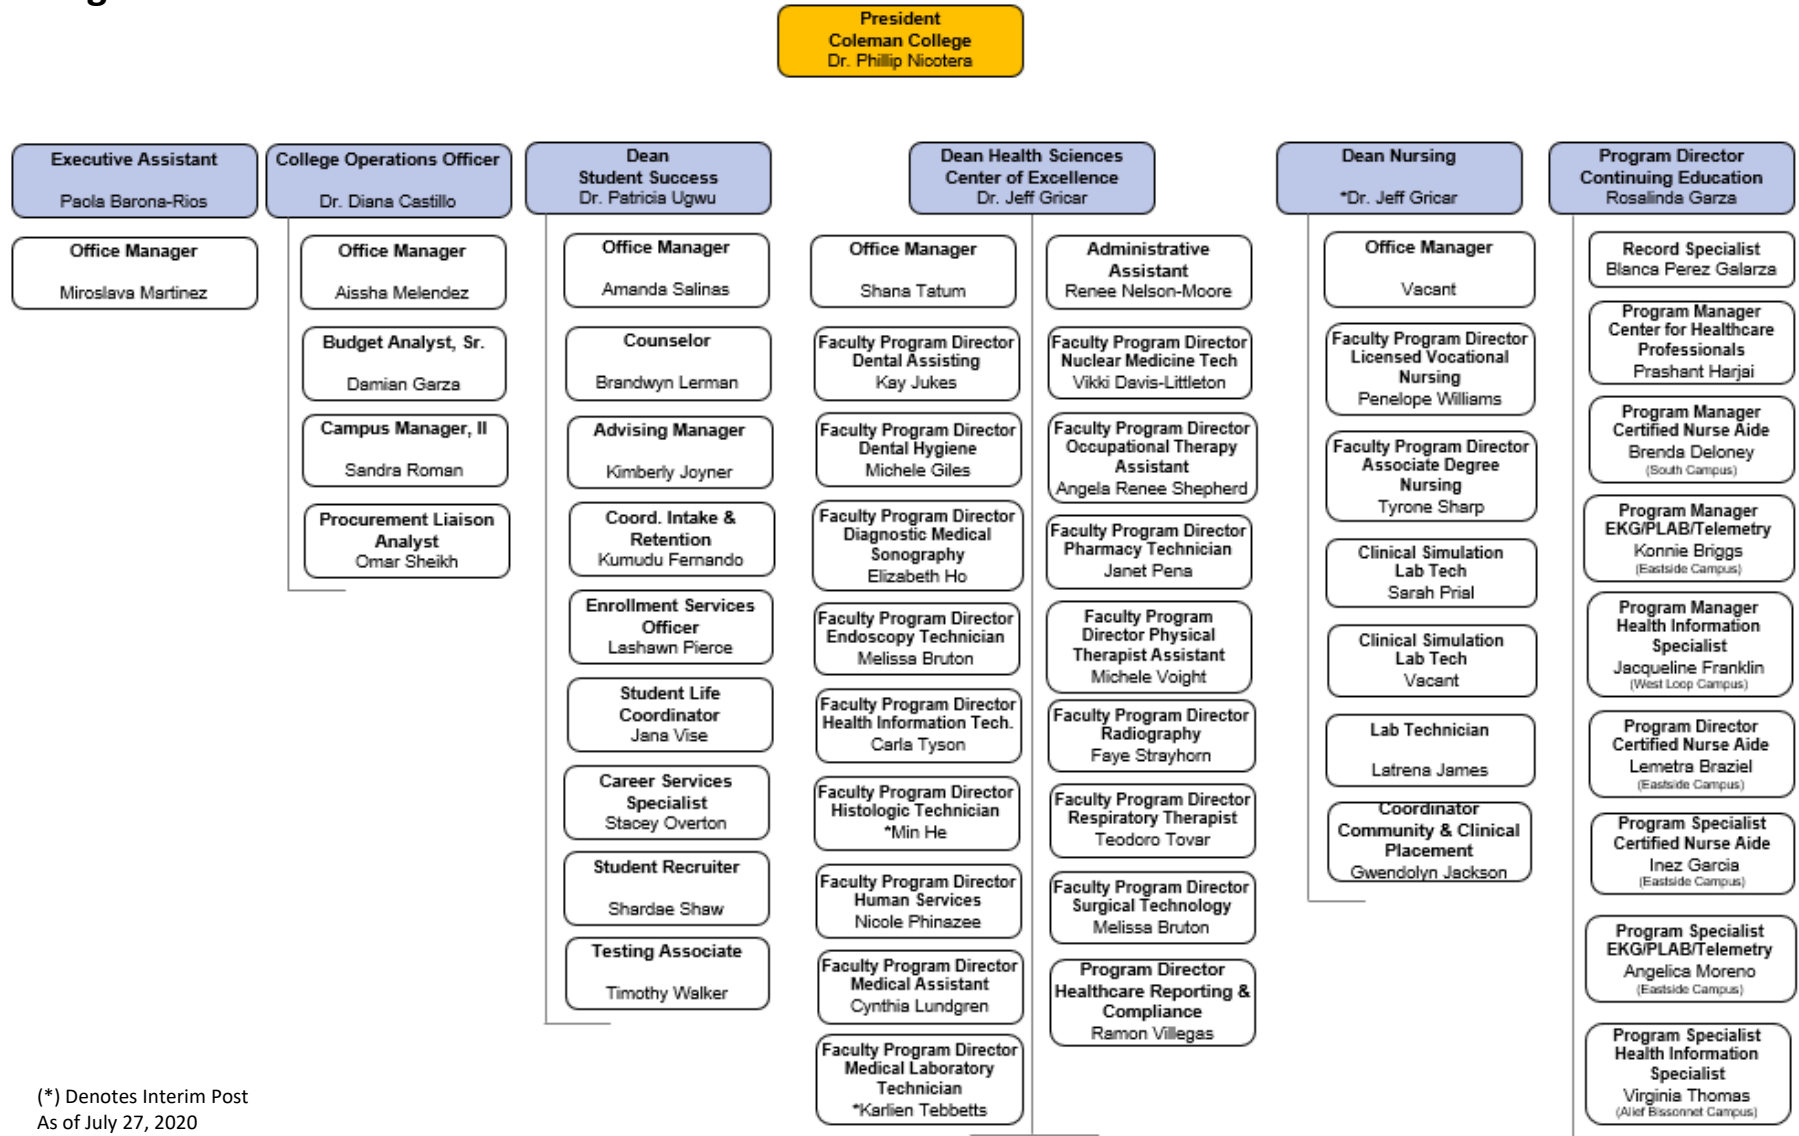 President
Coleman College
Dr. Phillip Nicotera
Executive Assistant
Paola Barona-Rios
Office Manager
Miroslava Martinez
College Operations Officer
Dr. Diana Castillo
Office Manager
Aissha Melendez
Budget Analyst, Sr.
Damian Garza
Campus Manager, II
Sandra Roman
Procurement Liaison
Analyst
Omar Sheikh
Dean
Student Success
Dr. Patricia Ugwu
Office Manager
Amanda Salinas
Counselor
Brandwyn Lerman
Advising Manager
Kimberly Joyner
Coord. Intake &
Retention
Kumudu Fernando
Enrollment Services
Officer
Lashawn Pierce
Student Life
Coordinator
Jana Vise
Career Services
Specialist
Stacey Overton
Student Recruiter
Shardae Shaw
Testing Associate
Timothy Walker
Dean Health Sciences
Center of Excellence
Dr. Jeff Gricar
Office Manager
Shana Tatum
Faculty Program Director
Dental Assisting
Kay Jukes
Faculty Program Director
Dental Hygiene
Michele Giles
Faculty Program Director
Diagnostic Medical
Sonography
Elizabeth Ho
Faculty Program Director
Endoscopy Technician
Melissa Bruton
Faculty Program Director
Health Information Tech.
Carla Tyson
Faculty Program Director
Histologic Technician
*Min He
Faculty Program Director
Human Services
Nicole Phinazee
Faculty Program Director
Medical Assistant
Cynthia Lundgren
Faculty Program Director
Medical Laboratory
Technician
*Karlien Tebbetts
Administrative
Assistant
Renee Nelson-Moore
Faculty Program Director
Nuclear Medicine Tech
Vikki Davis-Littleton
Faculty Program Director
Occupational Therapy
Assistant
Angela Renee Shepherd
Faculty Program Director
Pharmacy Technician
Janet Pena
Faculty Program
Director Physical
Therapist Assistant
Michele Voight
Faculty Program Director
Radiography
Faye Strayhorn
Faculty Program Director
Respiratory Therapist
Teodoro Tovar
Faculty Program Director
Surgical Technology
Melissa Bruton
Program Director
Healthcare Reporting &
Compliance
Ramon Villegas
Dean Nursing
*Dr. Jeff Gricar
Office Manager
Vacant
Faculty Program Director
Licensed Vocational
Nursing
Penelope Williams
Faculty Program Director
Associate Degree
Nursing
Tyrone Sharp
Clinical Simulation
Lab Tech
Sarah Prial
Clinical Simulation
Lab Tech
Vacant
Lab Technician
Latrena James
Coordinator
Community & Clinical
Placement
Gwendolyn Jackson
Program Director
Continuing Education
Rosalinda Garza
Record Specialist
Blanca Perez Galarza
Program Manager
Center for Healthcare
Professionals
Prashant Harjai
Program Manager
Certified Nurse Aide
Brenda Deloney
(South Campus)
Program Manager
EKG/PLAB/Telemetry
Konnie Briggs
(Eastside Campus)
Program Manager
Health Information
Specialist
Jacqueline Franklin
(West Loop Campus)
Program Director
Certified Nurse Aide
Lemetra Braziel
(Eastside Campus)
Program Specialist
Certified Nurse Aide
Inez Garcia
(Eastside Campus)
Program Specialist
EKG/PLAB/Telemetry
Angelica Moreno
(Eastside Campus)
Program Specialist
Health Information
Specialist
Virginia Thomas
(Alief Bissonnet Campus)
(*) Denotes Interim Post
As of July 27, 2020